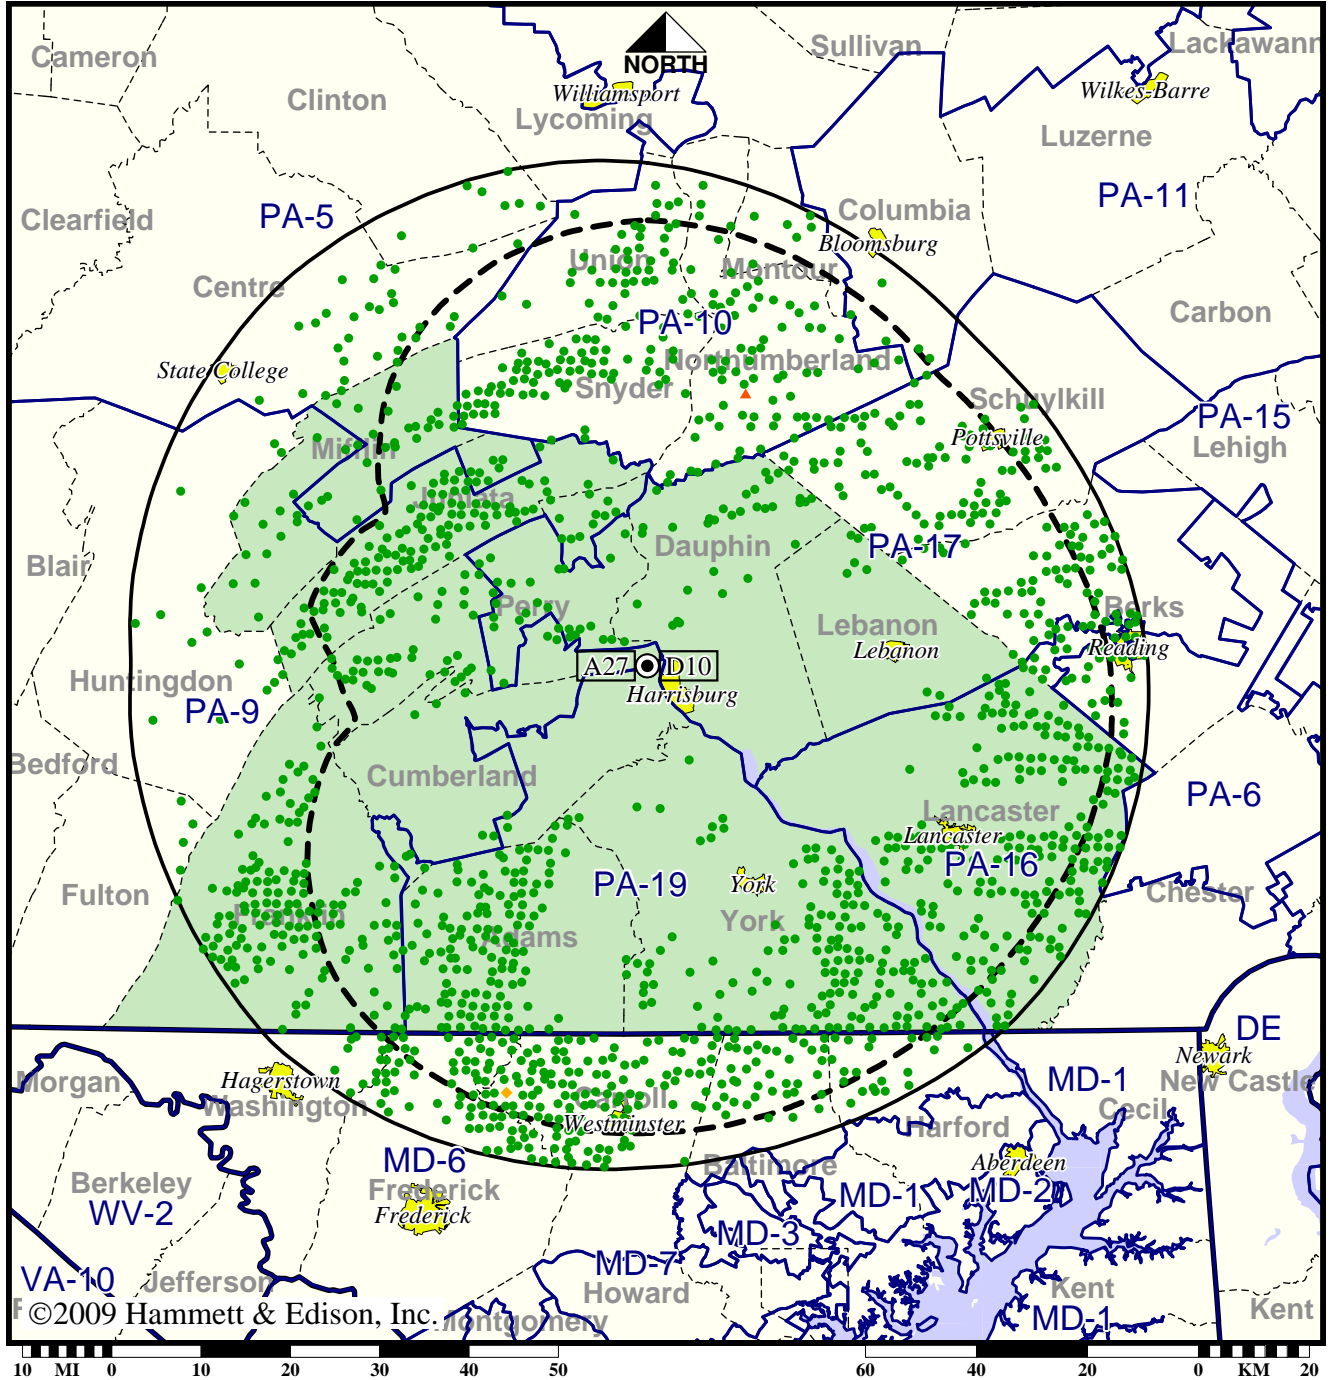 Cameron
Sullivan
Lackawann
NORTH
Clinton
Williamsport
Wilkes-Barre
Lycoming
Luzerne
PA-11
Clearfield
PA-5
Columbia
Bloomsburg
Union
Montour
Centre
Carbon
PA-10
State College
Northumberland
Snyder
Schuylkill
PA-15
Pottsville
Lehigh
Mifflin
Juniata
Dauphin
PA-17
Blair
Perry
Berks
Lebanon
Lebanon
Reading
A27
D10
Huntingdon
Harrisburg
PA-9
Bedford
Cumberland
PA-6
Lancaster
Lancaster
PA-16
PA-19
York
Fulton
Chester
Franklin
York
Adams
DE
Newark
Morgan
Hagerstown
MD-1
New Castle
Washington
Carroll
Cecil
Westminster
Harford
MD-6
Baltimore
Aberdeen
Berkeley
Frederick
MD-1
MD-2
WV-2
Frederick
MD-3
MD-7
VA-10
Jefferson
Howard
Kent
©2009 Hammett & Edison, Inc.
Montgomery
MD-1
Kent
10 MI 0 10 20 30 40 50 60 40 20 0 KM 20